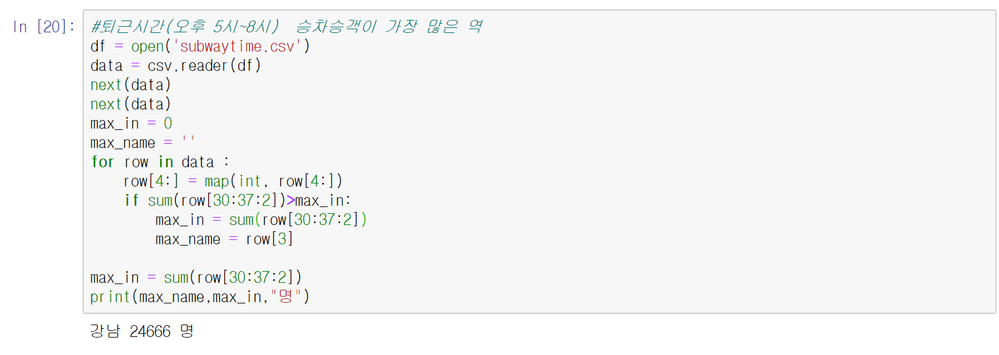 In [20]:
#퇴근시간(오후 5시~8시)  승차승객이 가장 많은 역
df = open('subwaytime.csv')
data = csv.reader(df)
next(data)
next(data)
max_in = 0
max_name = ''
for row in data :
    row[4:] = map(int, row[4:])
    if sum(row[30:37:2])>max_in:
        max_in = sum(row[30:37:2])
        max_name = row[3]

max_in = sum(row[30:37:2])
print(max_name,max_in,"명")
강남 24666 명